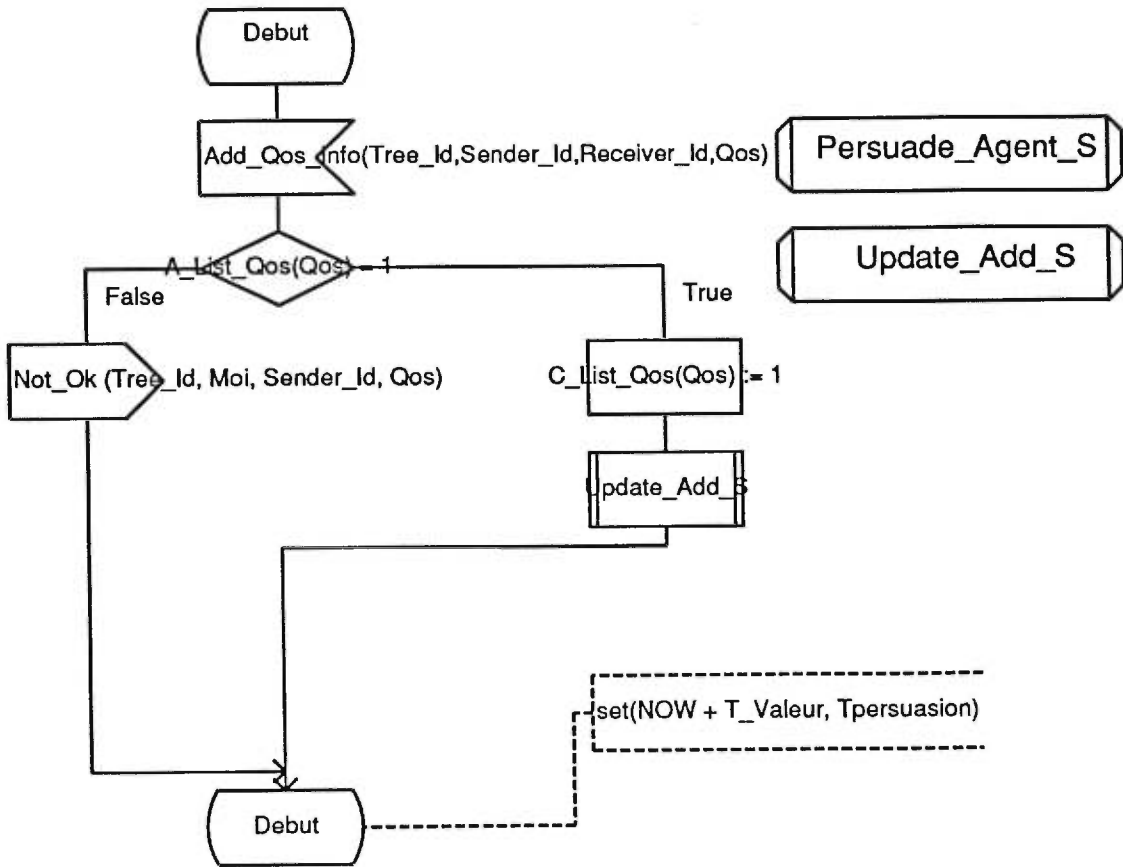 Debut
Add_Qos_Info(Tree_Id,Sender_Id,Receiver_Id,Qos)
Persuade_Agent_S
Update_Add_S
A_List_Qos(Qos) = 1
False
True
Not_Ok (Tree_Id, Moi, Sender_Id, Qos)
C_List_Qos(Qos) := 1
Update_Add_S
set(NOW + T_Valeur, Tpersuasion)
Debut